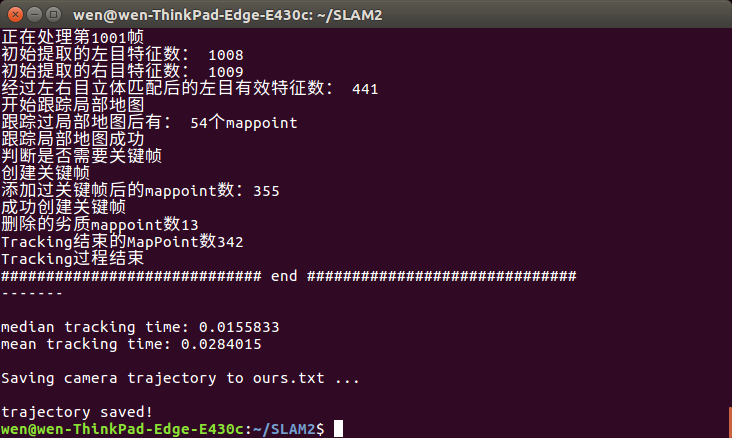 wen@wen-ThinkPad-Edge-E430c: ~/SLAM2
正在处理第1001帧
初始提取的左目特征数： 1008
初始提取的右目特征数： 1009
经过左右目立体匹配后的左目有效特征数： 441
开始跟踪局部地图
跟踪过局部地图后有： 54个mappoint
跟踪局部地图成功
判断是否需要关键帧
创建关键帧
添加过关键帧后的mappoint数：355
成功创建关键帧
删除的劣质mappoint数13
Tracking结束的MapPoint数342
Tracking过程结束
############################# end ##############################
-------
median tracking time: 0.0155833
mean tracking time: 0.0284015
Saving camera trajectory to ours.txt ...
trajectory saved!
wen@wen-ThinkPad-Edge-E430c:~/SLAM2$